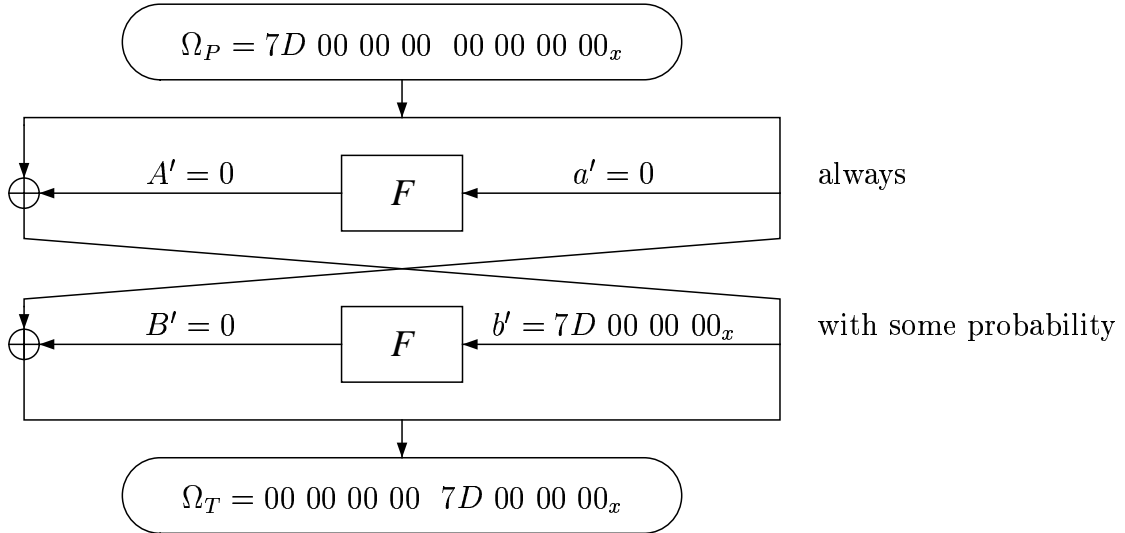 Ω_P = 7D 00 00 00 00 00 00 00_x
A′ = 0
F
a′ = 0
always
B′ = 0
F
b′ = 7D 00 00 00_x
with some probability
Ω_T = 00 00 00 00 7D 00 00 00_x